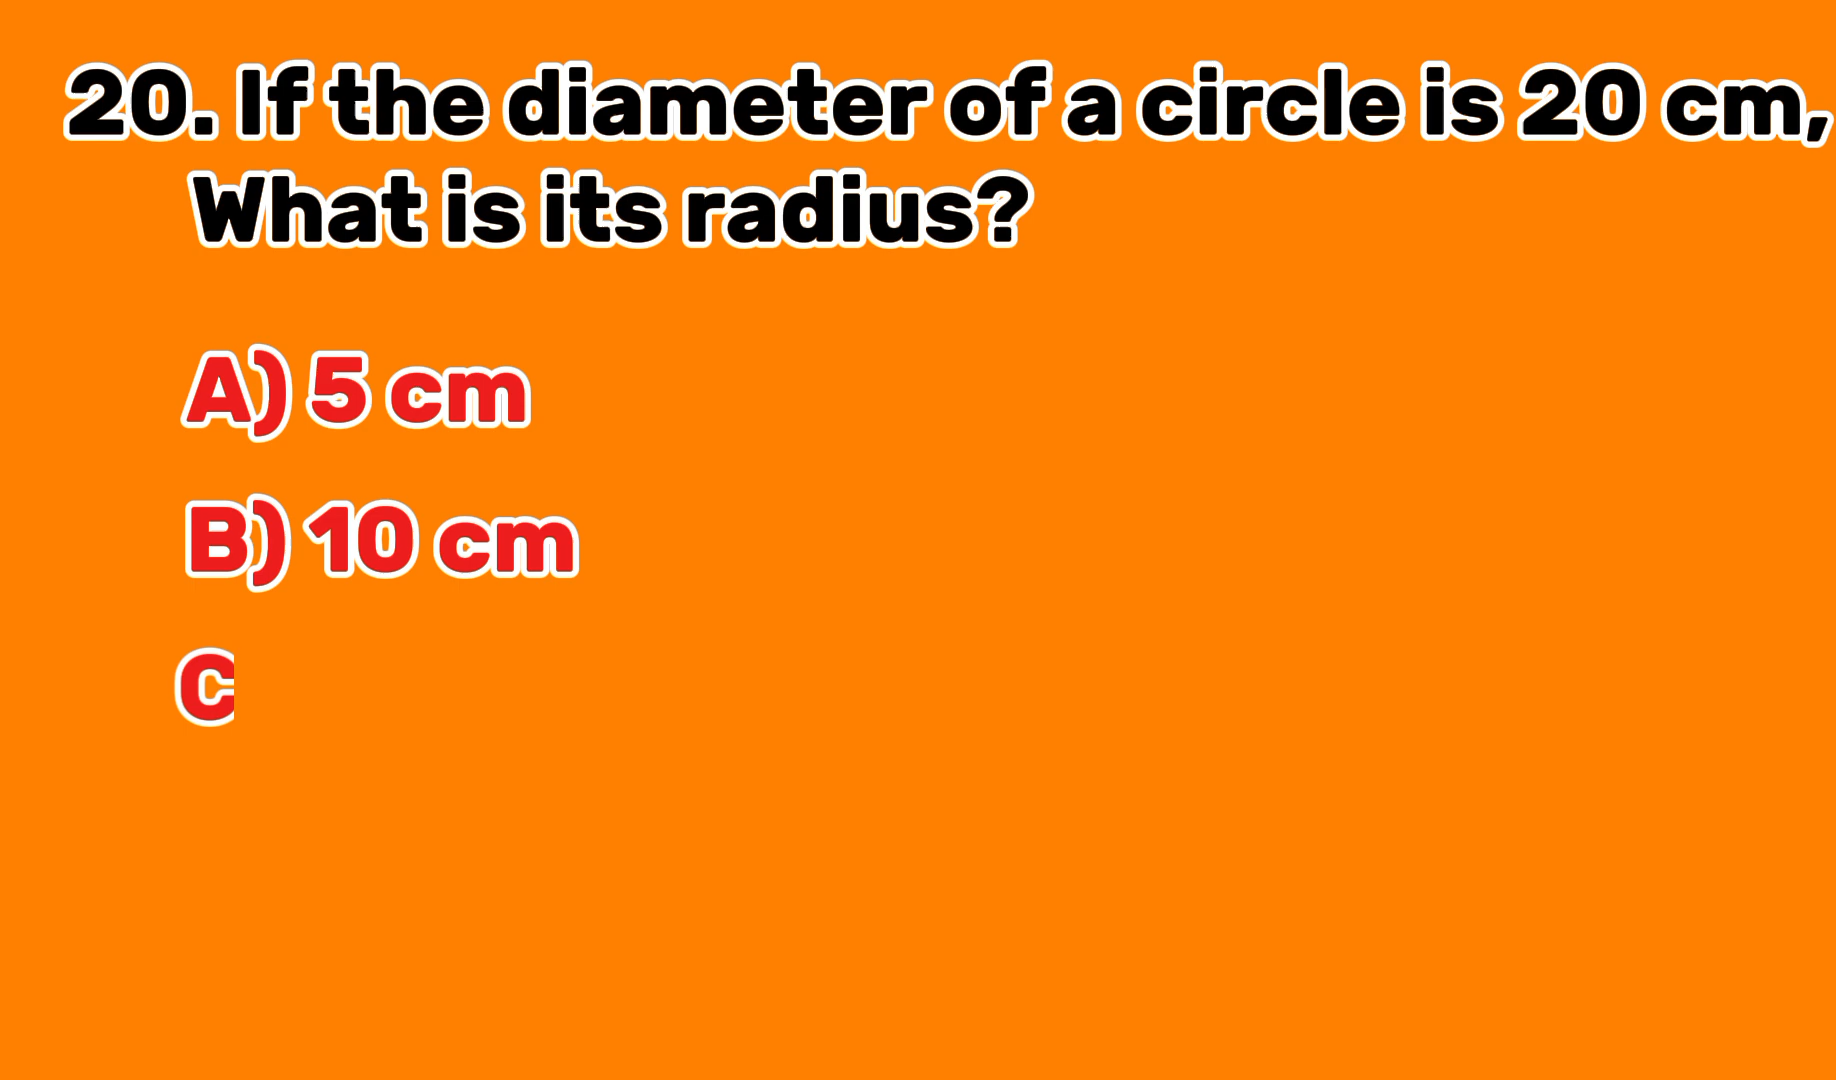 20. If the diameter of a circle is 20 cm,
What is its radius?
A) 5 cm
B) 10 cm
C